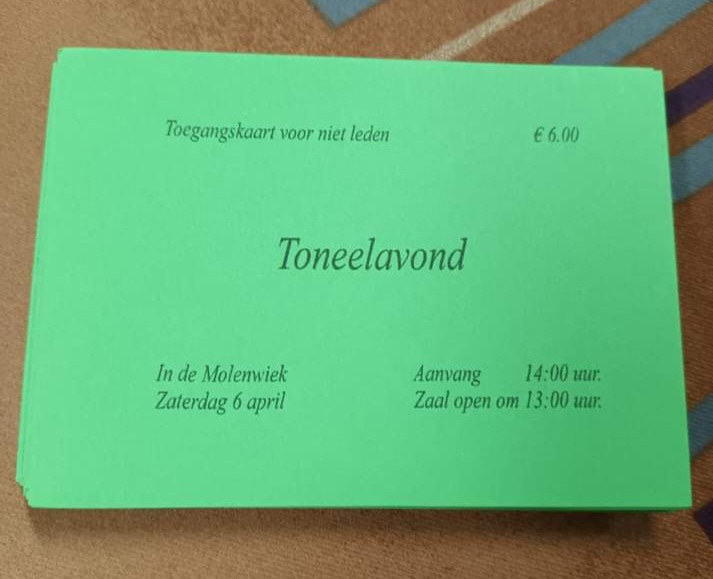 Toegangskaart voor niet leden € 6.00
Toneelavond
In de Molenwiek Aanvang 14:00 uur.
Zaterdag 6 april Zaal open om 13:00 uur.